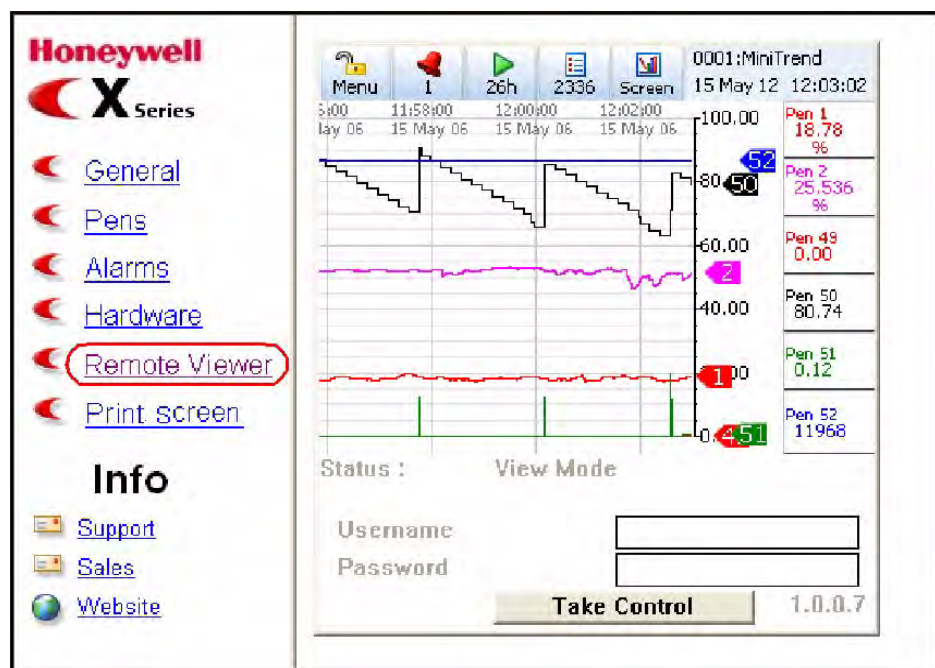 Honeywell
X Series
General
Pens
Alarms
Hardware
Remote Viewer
Print screen
Info
Support
Sales
Website
Menu
1
26h
2336
Screen
0001:MiniTrend
15 May 12 12:03:02
11:58:00 12:00:00 12:02:00
15 May 06 15 May 06 15 May 06
100.00
80
60.00
40.00
52
50
2
1
51
Pen 1
18.78
%
Pen 2
25.536
%
Pen 49
0.00
Pen 50
80.74
Pen 51
0.12
Pen 52
11968
Status : View Mode
Username
Password
Take Control
1.0.0.7